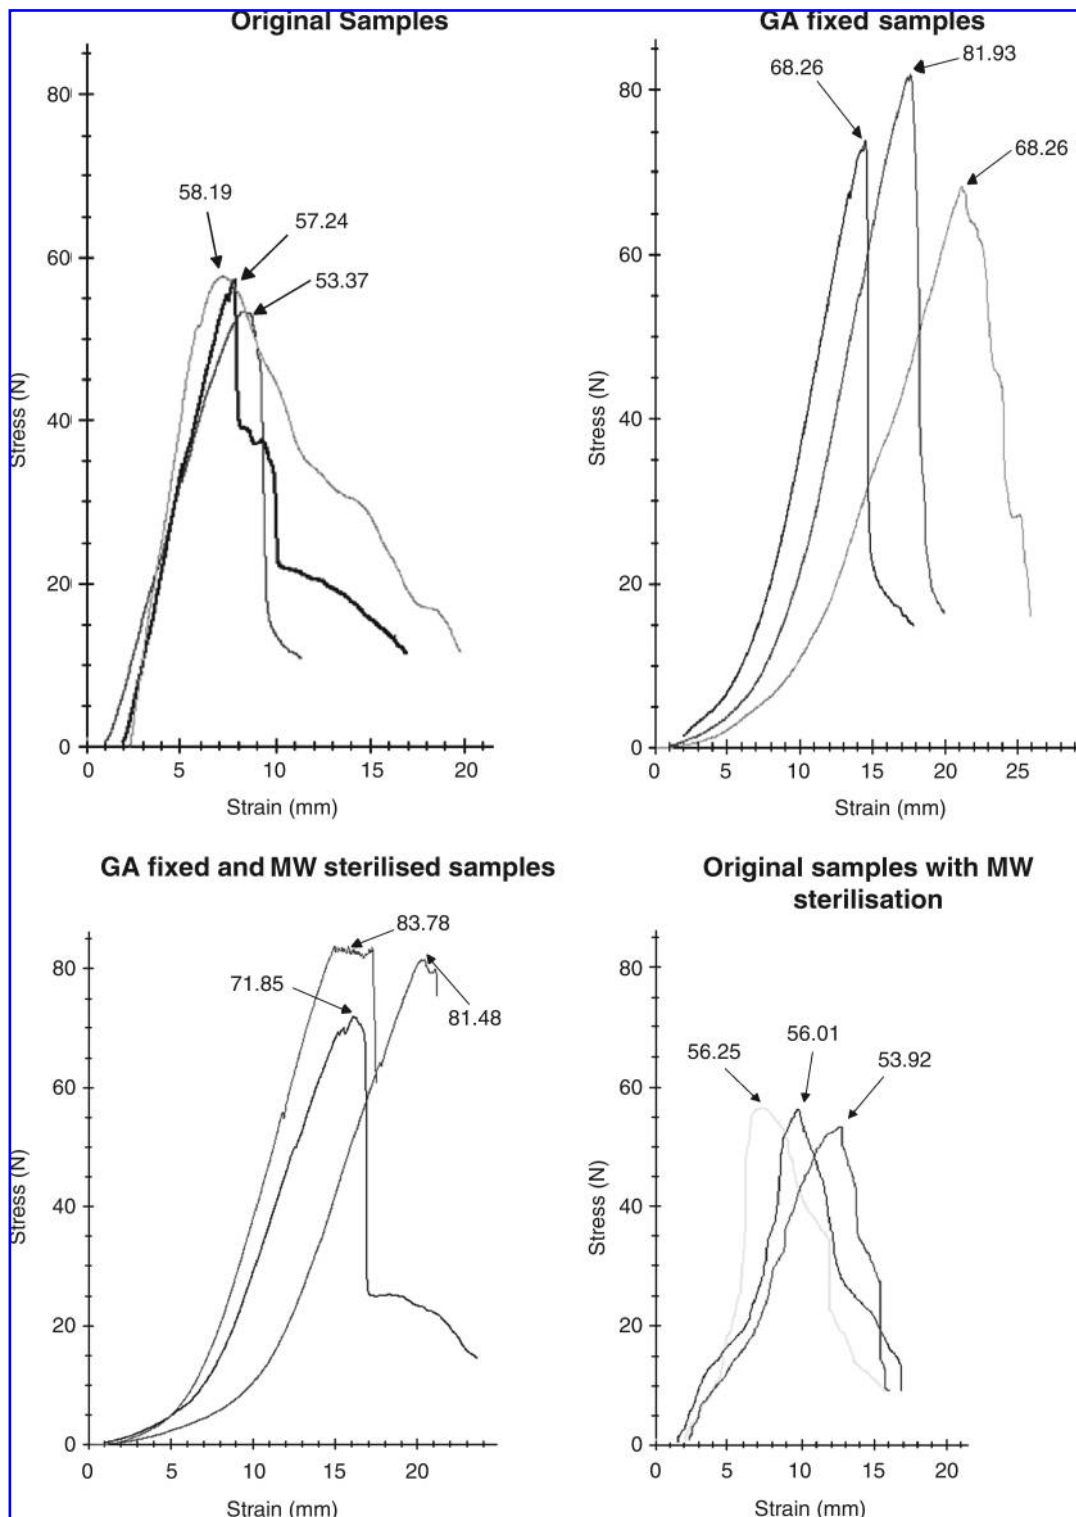 Original Samples
80
60
40
20
0
58.19
57.24
53.37
Stress (N)
0 5 10 15 20
Strain (mm)
GA fixed samples
80
60
40
20
0
68.26
81.93
68.26
Stress (N)
0 5 10 15 20 25
Strain (mm)
GA fixed and MW sterilised samples
80
60
40
20
0
83.78
71.85
81.48
Stress (N)
0 5 10 15 20
Strain (mm)
Original samples with MW
sterilisation
80
60
40
20
0
56.25
56.01
53.92
Stress (N)
0 5 10 15 20
Strain (mm)